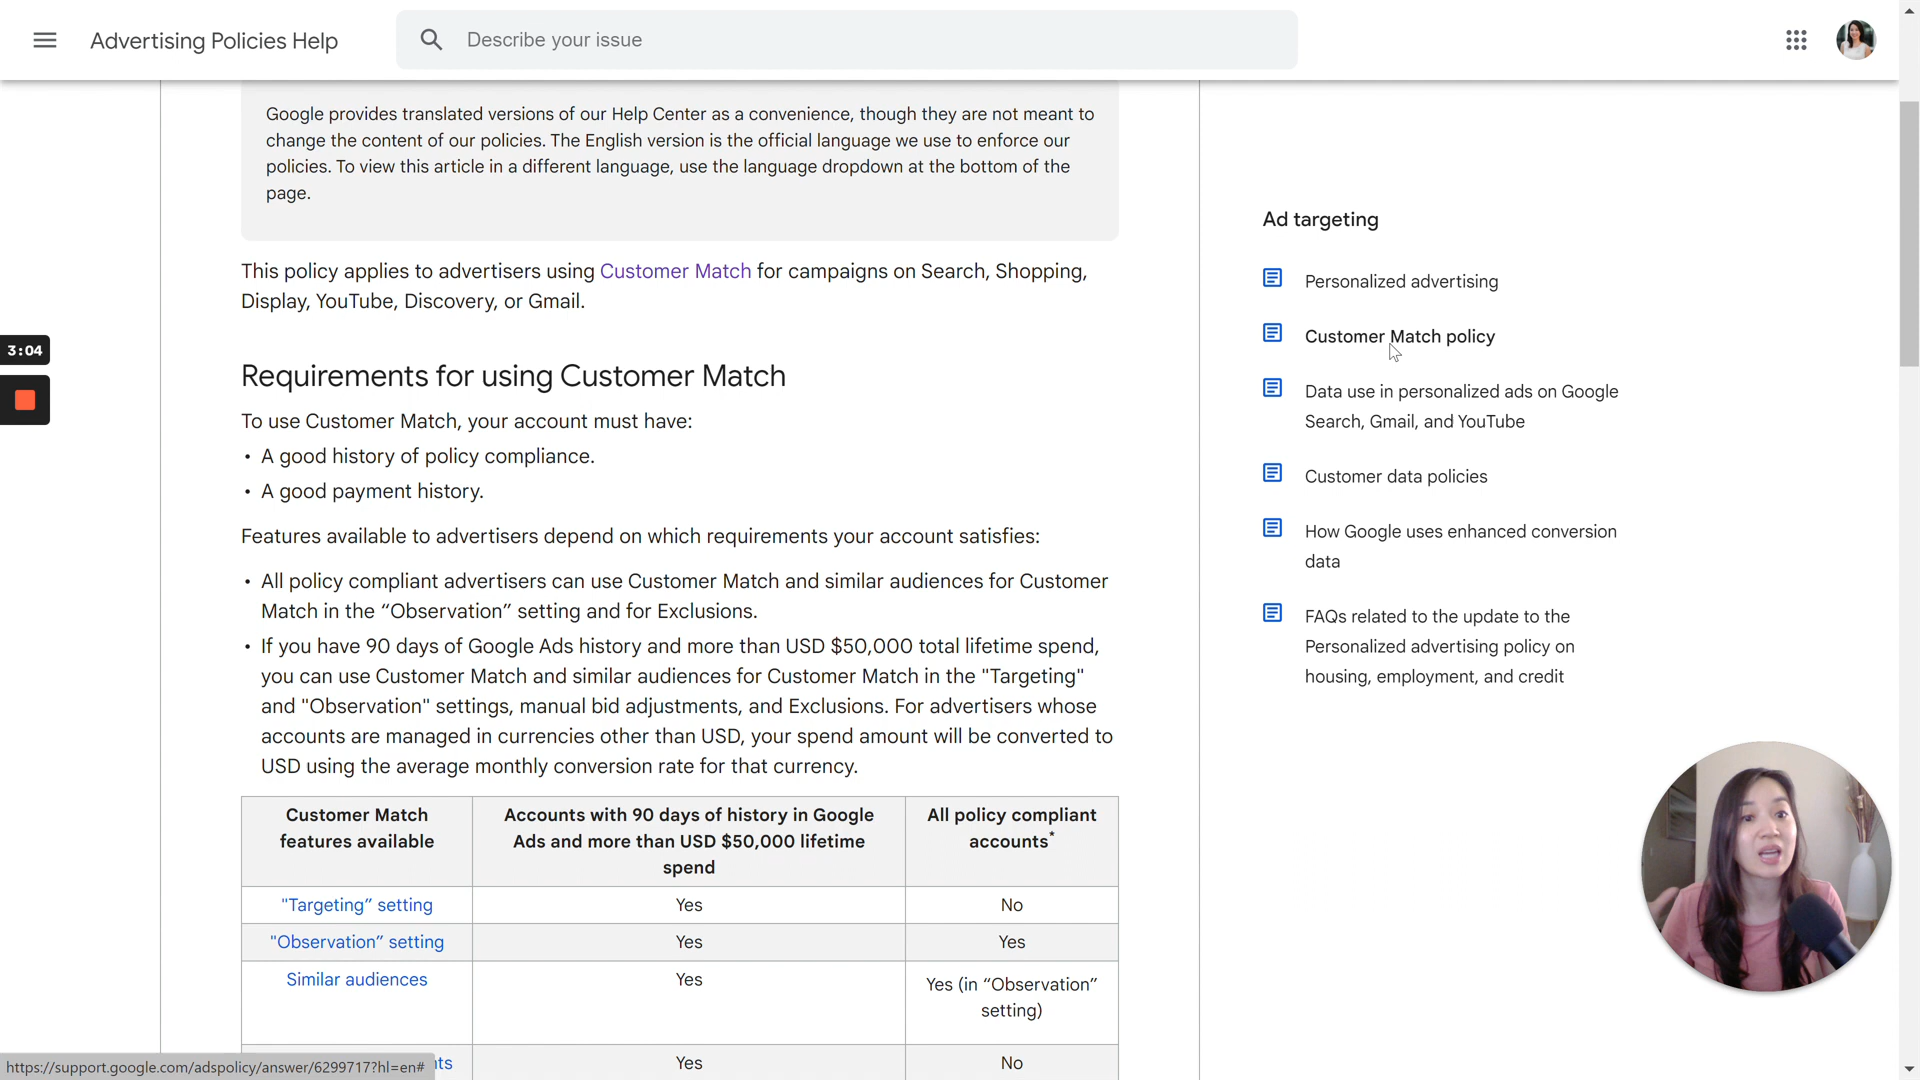 Advertising Policies Help
Describe your issue
Google provides translated versions of our Help Center as a convenience, though they are not meant to
change the content of our policies. The English version is the official language we use to enforce our
policies. To view this article in a different language, use the language dropdown at the bottom of the
page.
This policy applies to advertisers using Customer Match for campaigns on Search, Shopping,
Display, YouTube, Discovery, or Gmail.
3:04
Requirements for using Customer Match
To use Customer Match, your account must have:
• A good history of policy compliance.
• A good payment history.
Features available to advertisers depend on which requirements your account satisfies:
• All policy compliant advertisers can use Customer Match and similar audiences for Customer
Match in the “Observation” setting and for Exclusions.
• If you have 90 days of Google Ads history and more than USD $50,000 total lifetime spend,
you can use Customer Match and similar audiences for Customer Match in the "Targeting"
and "Observation" settings, manual bid adjustments, and Exclusions. For advertisers whose
accounts are managed in currencies other than USD, your spend amount will be converted to
USD using the average monthly conversion rate for that currency.
Customer Match
features available
Accounts with 90 days of history in Google
Ads and more than USD $50,000 lifetime
spend
All policy compliant
accounts*
"Targeting” setting
Yes
No
"Observation” setting
Yes
Yes
Similar audiences
Yes
Yes (in “Observation”
setting)
nts
Yes
No
Ad targeting
Personalized advertising
Customer Match policy
Data use in personalized ads on Google
Search, Gmail, and YouTube
Customer data policies
How Google uses enhanced conversion
data
FAQs related to the update to the
Personalized advertising policy on
housing, employment, and credit
https://support.google.com/adspolicy/answer/6299717?hl=en#